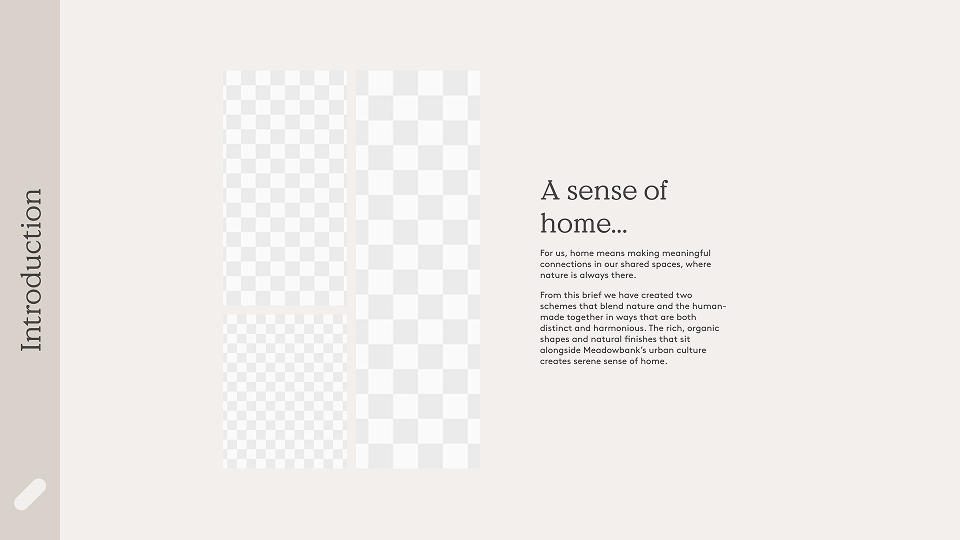 Introduction
A sense of
home...
For us, home means making meaningful
connections in our shared spaces, where
nature is always there.
From this brief we have created two
schemes that blend nature and the human-
made together in ways that are both
distinct and harmonious. The rich, organic
shapes and natural finishes that sit
alongside Meadowbank's urban culture
creates serene sense of home.